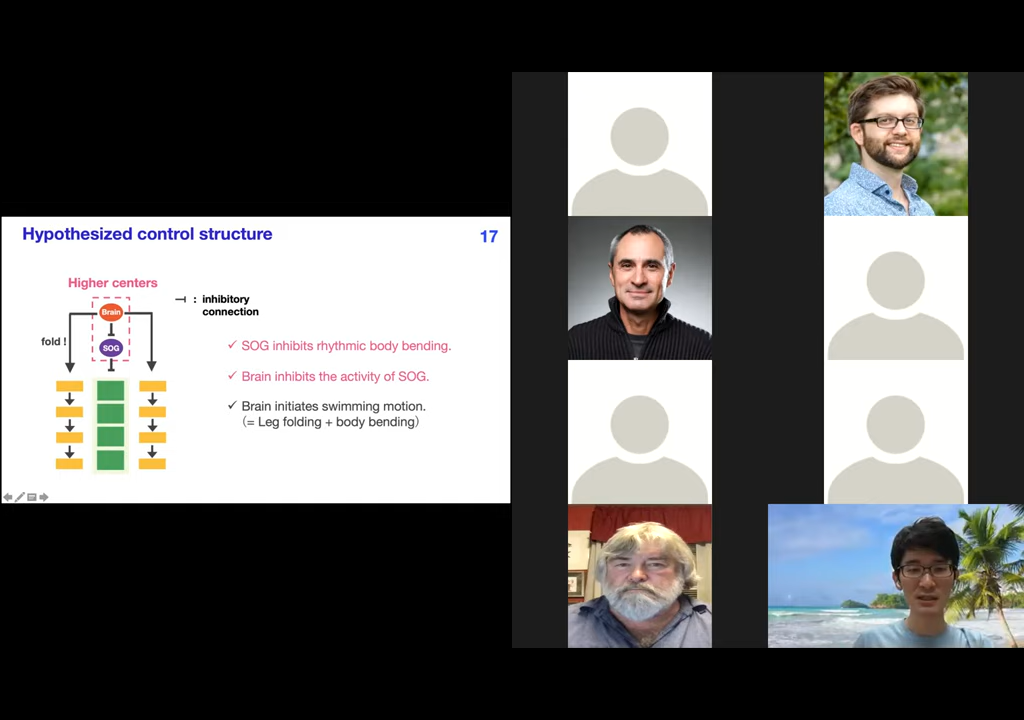 Hypothesized control structure
17
Higher centers
Brain
SOG
fold !
⊣ : inhibitory
connection
✓ SOG inhibits rhythmic body bending.
✓ Brain inhibits the activity of SOG.
✓ Brain initiates swimming motion.
(= Leg folding + body bending)